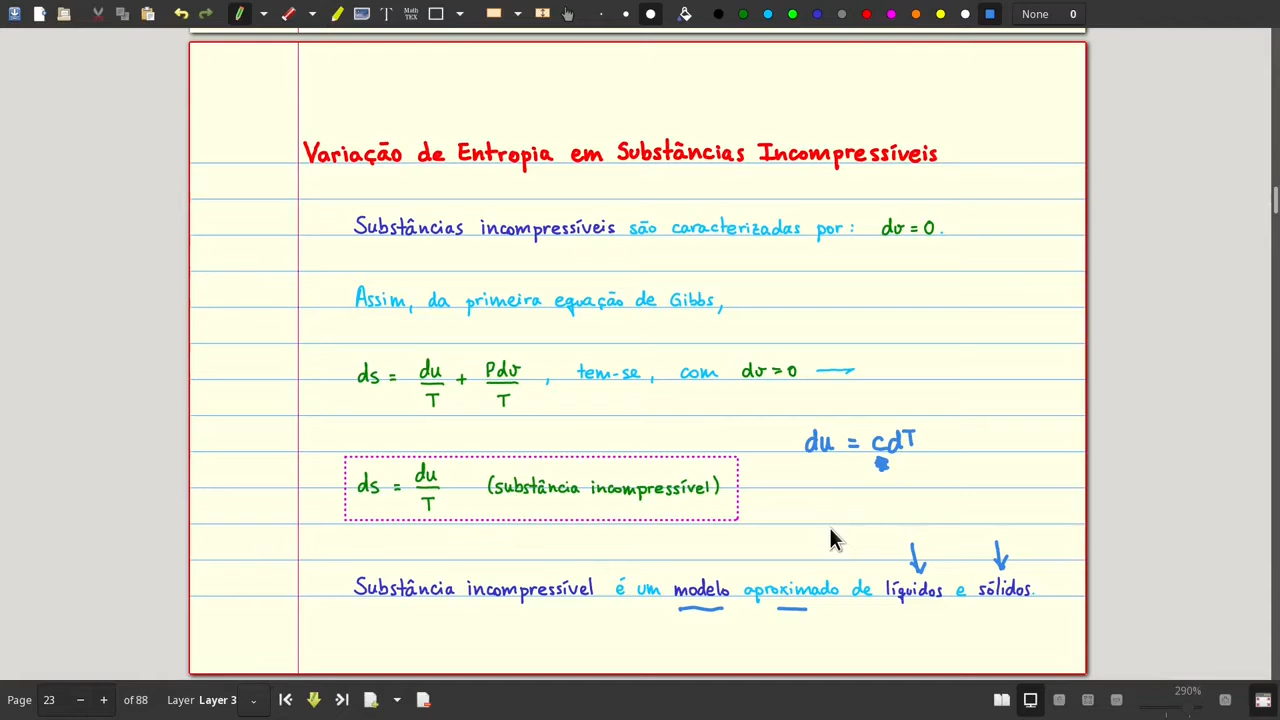 None 0
Variação de Entropia em Substâncias Incompressíveis
Substâncias incompressíveis são caracterizadas por: dv = 0.
Assim, da primeira equação de Gibbs,
ds = du/T + Pdv/T , tem-se, com dv = 0 →
du = cdT
ds = du/T (substância incompressível)
Substância incompressível é um modelo aproximado de líquidos e sólidos.
Page 23 of 88 Layer Layer 3 290%